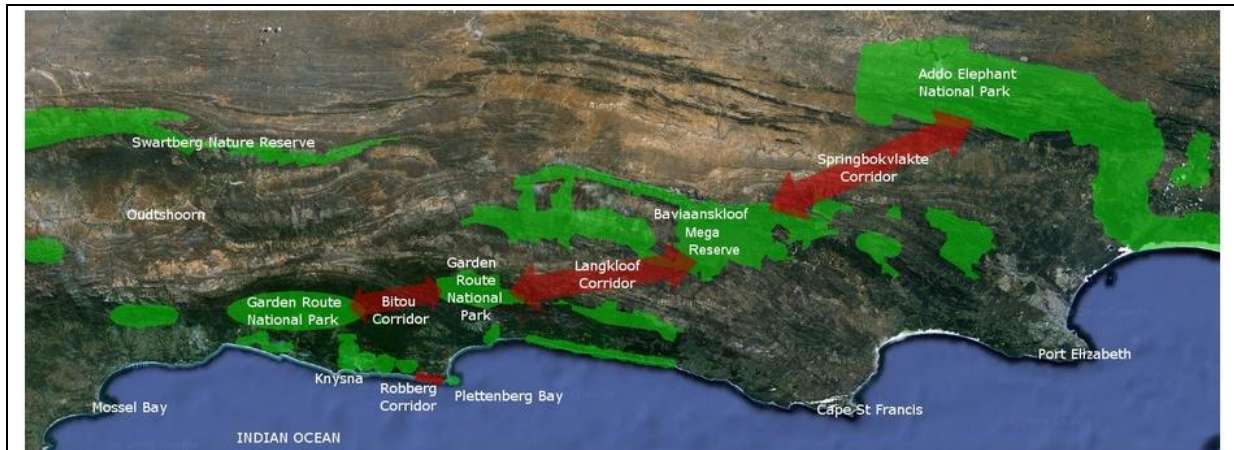 Addo Elephant
National Park
Swartberg Nature Reserve
Springbokvlakte
Corridor
Oudtshoorn
Baviaanskloof
Mega
Reserve
Garden
Route
National
Park
Langkloof
Corridor
Garden Route
National Park
Bitou
Corridor
Port Elizabeth
Knysna
Robberg
Corridor
Plettenberg Bay
Mossel Bay
Cape St Francis
INDIAN OCEAN